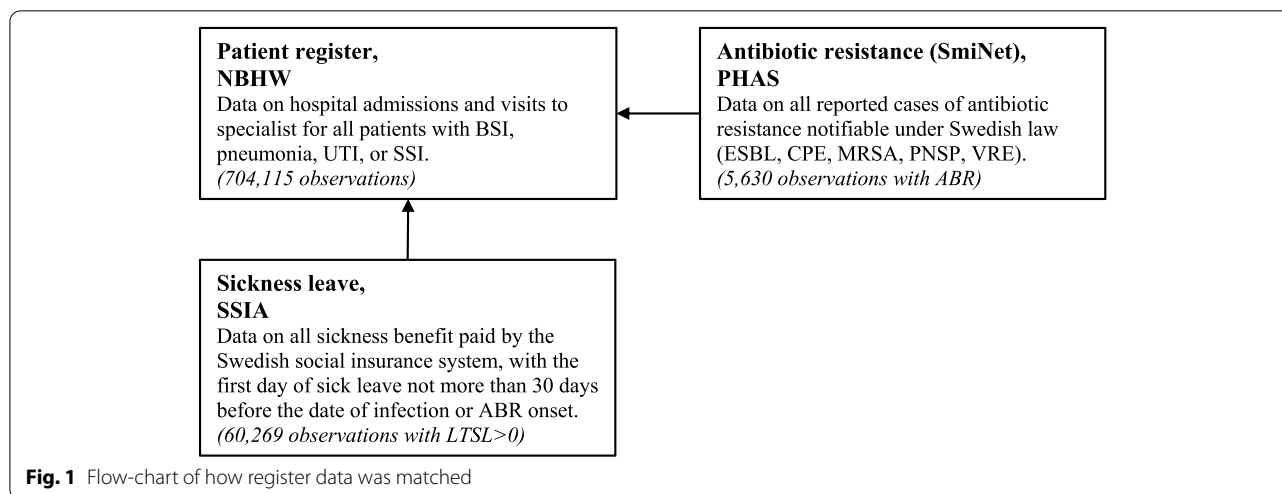 Patient register,
NBHW
Data on hospital admissions and visits to
specialist for all patients with BSI,
pneumonia, UTI, or SSI.
(704,115 observations)
Antibiotic resistance (SmiNet),
PHAS
Data on all reported cases of antibiotic
resistance notifiable under Swedish law
(ESBL, CPE, MRSA, PNSP, VRE).
(5,630 observations with ABR)
Sickness leave,
SSIA
Data on all sickness benefit paid by the
Swedish social insurance system, with the
first day of sick leave not more than 30 days
before the date of infection or ABR onset.
(60,269 observations with LTSL>0)
Fig. 1 Flow-chart of how register data was matched